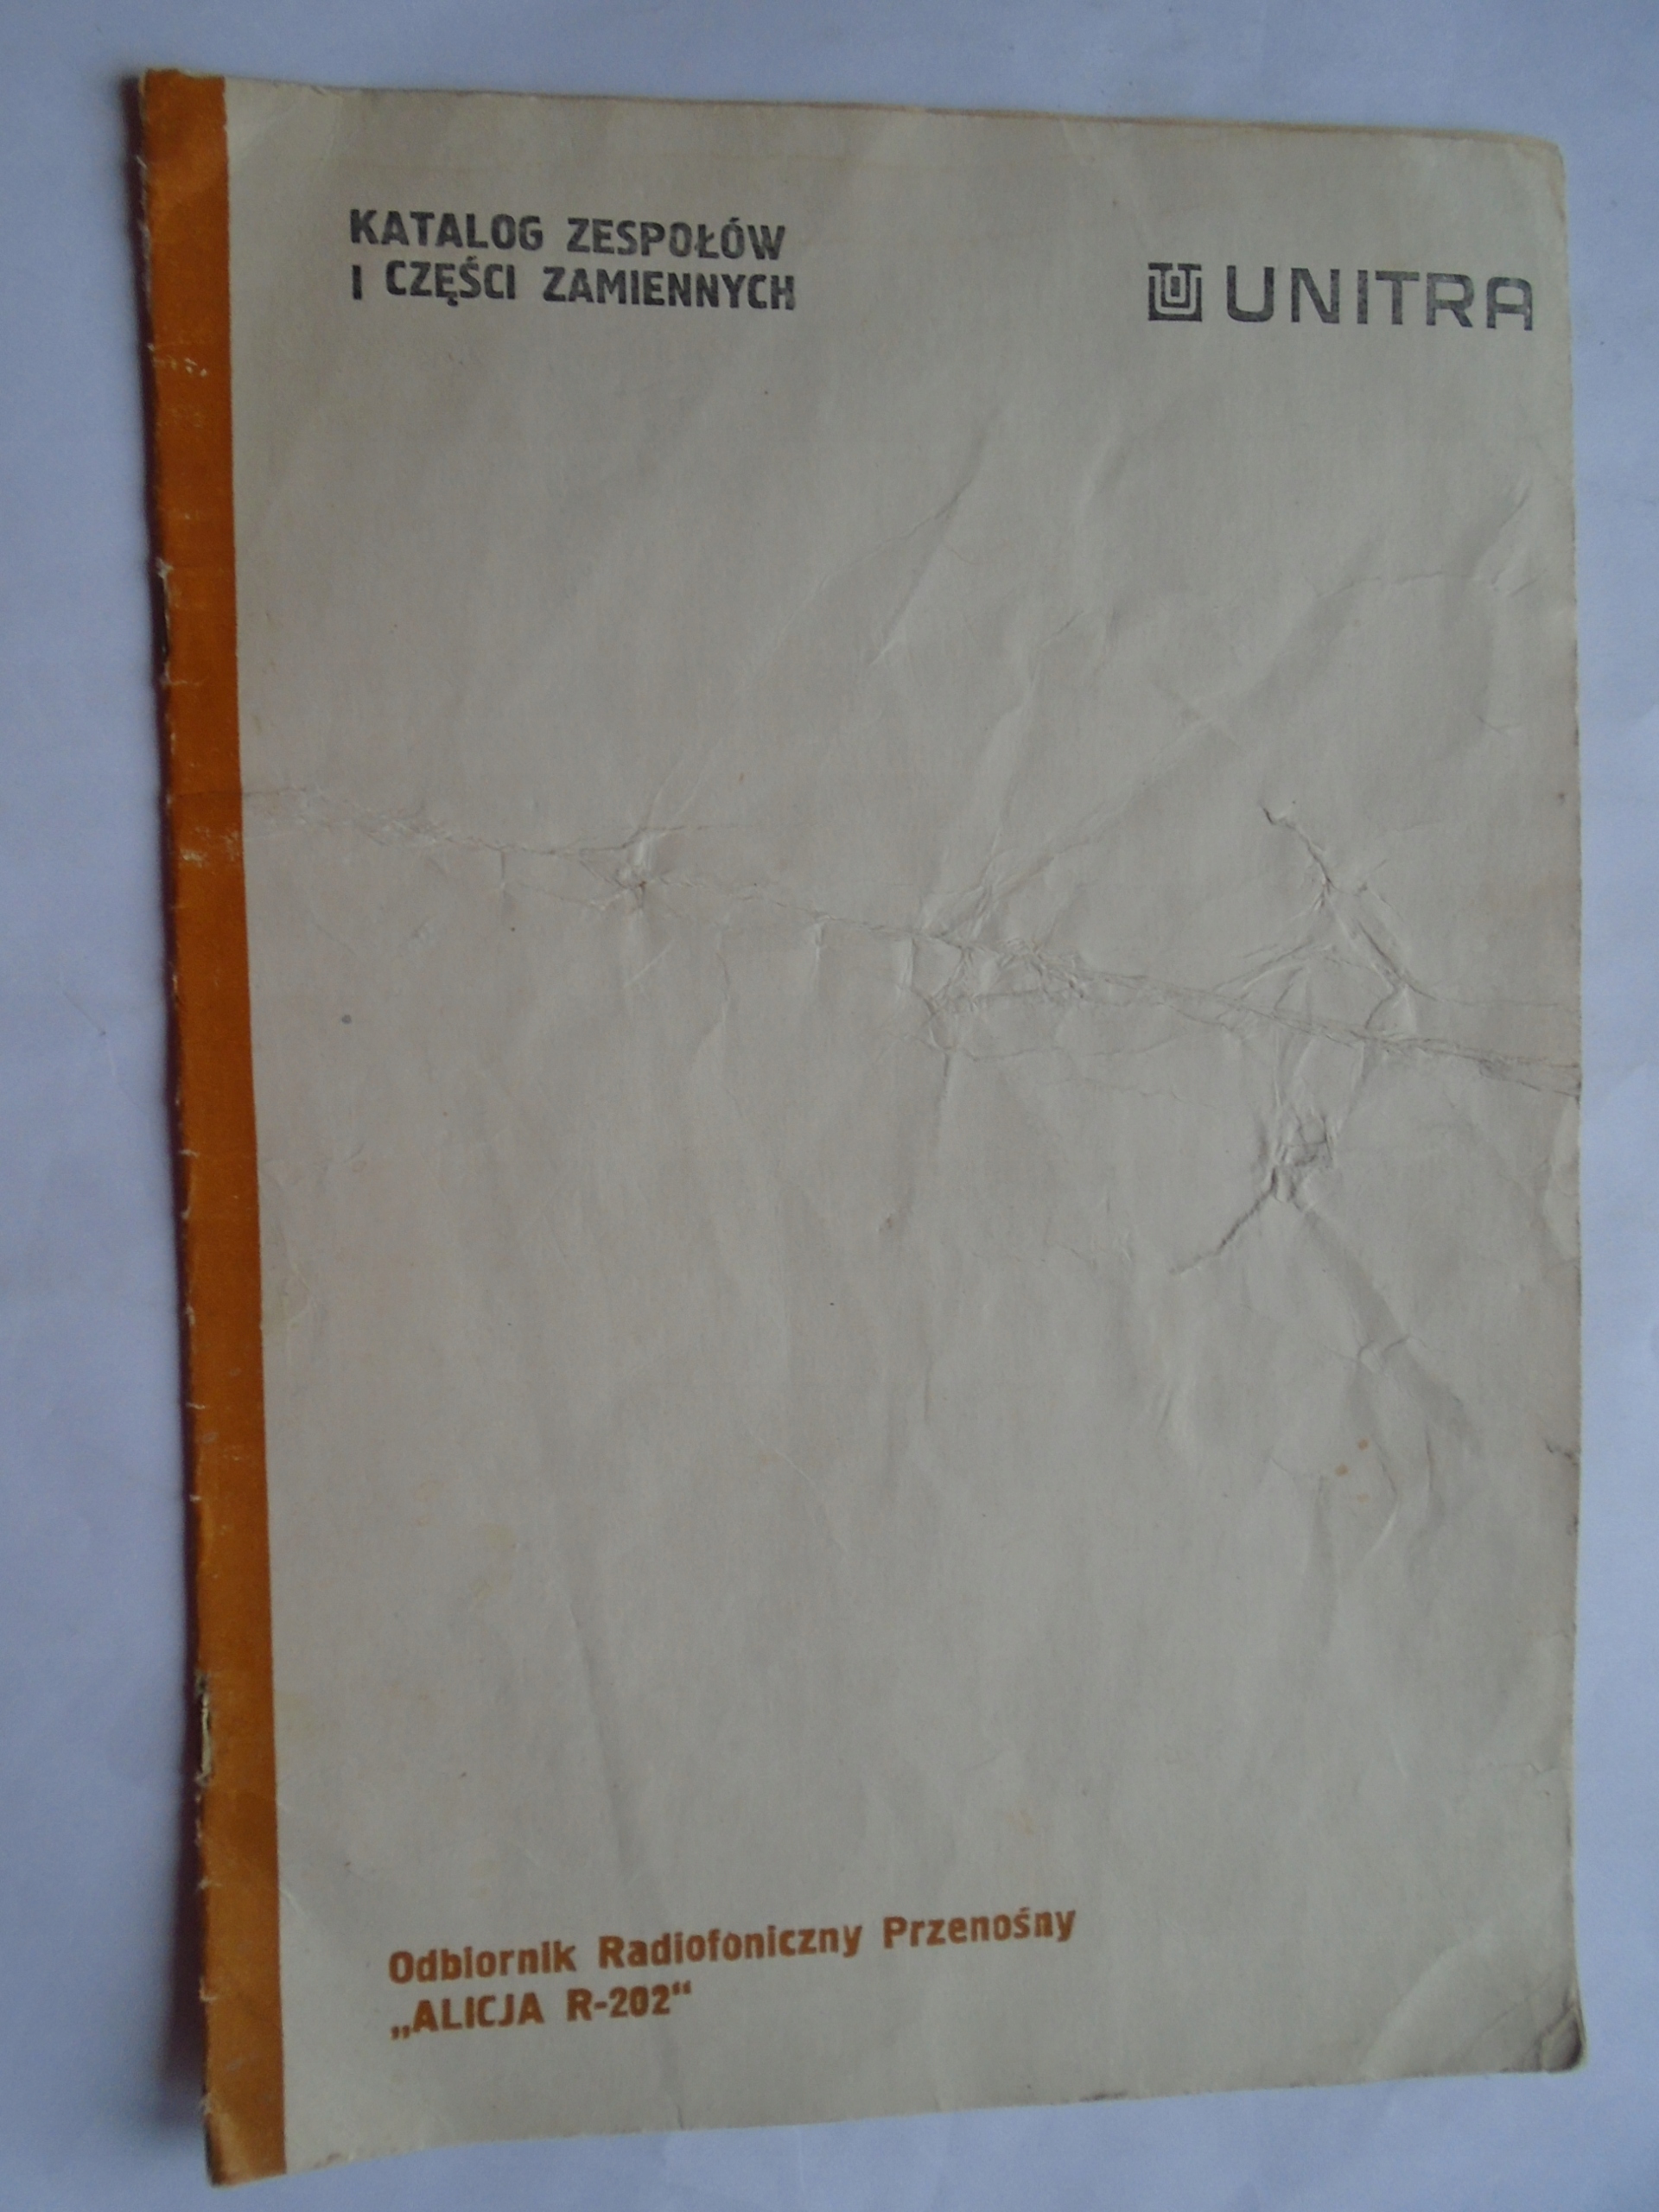 KATALOG ZESPOŁÓW
I CZĘŚCI ZAMIENNYCH
UNITRA
Odbiornik Radiofoniczny Przenośny
„ALICJA R-202“